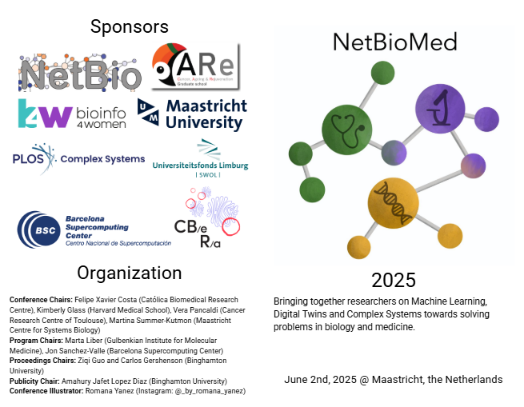 Sponsors
NetBio
ARe
b4w bioinfo
4women
UM Maastricht
University
PLOS Complex Systems
Universiteitsfonds Limburg
| SWOL |
BSC
Barcelona
Supercomputing
Center
Centro Nacional de Supercomputación
CB/e
R/a
Organization
Conference Chairs: Felipe Xavier Costa (Católica Biomedical Research
Centre), Kimberly Glass (Harvard Medical School), Vera Pancaldi (Cancer
Research Centre of Toulouse), Martina Summer-Kutmon (Maastricht
Centre for Systems Biology)
Program Chairs: Marta Liber (Gulbenkian Institute for Molecular
Medicine), Jon Sanchez-Valle (Barcelona Supercomputing Center)
Proceedings Chairs: Ziqi Guo and Carlos Gershenson (Binghamton
University)
Publicity Chair: Amahury Jafet Lopez Diaz (Binghamton University)
Conference Illustrator: Romana Yanez (Instagram: @_by_romana_yanez)
NetBioMed
2025
Bringing together researchers on Machine Learning,
Digital Twins and Complex Systems towards solving
problems in biology and medicine.
June 2nd, 2025 @ Maastricht, the Netherlands